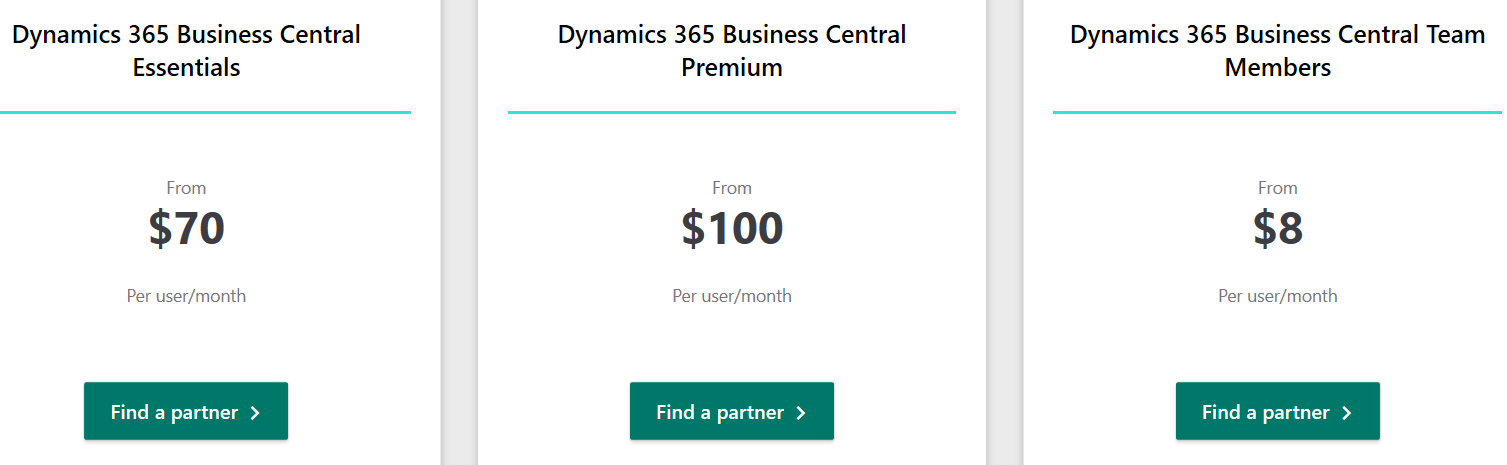 Dynamics 365 Business Central
Essentials
From
$70
Per user/month
Find a partner
Dynamics 365 Business Central
Premium
From
$100
Per user/month
Find a partner
Dynamics 365 Business Central Team
Members
From
$8
Per user/month
Find a partner